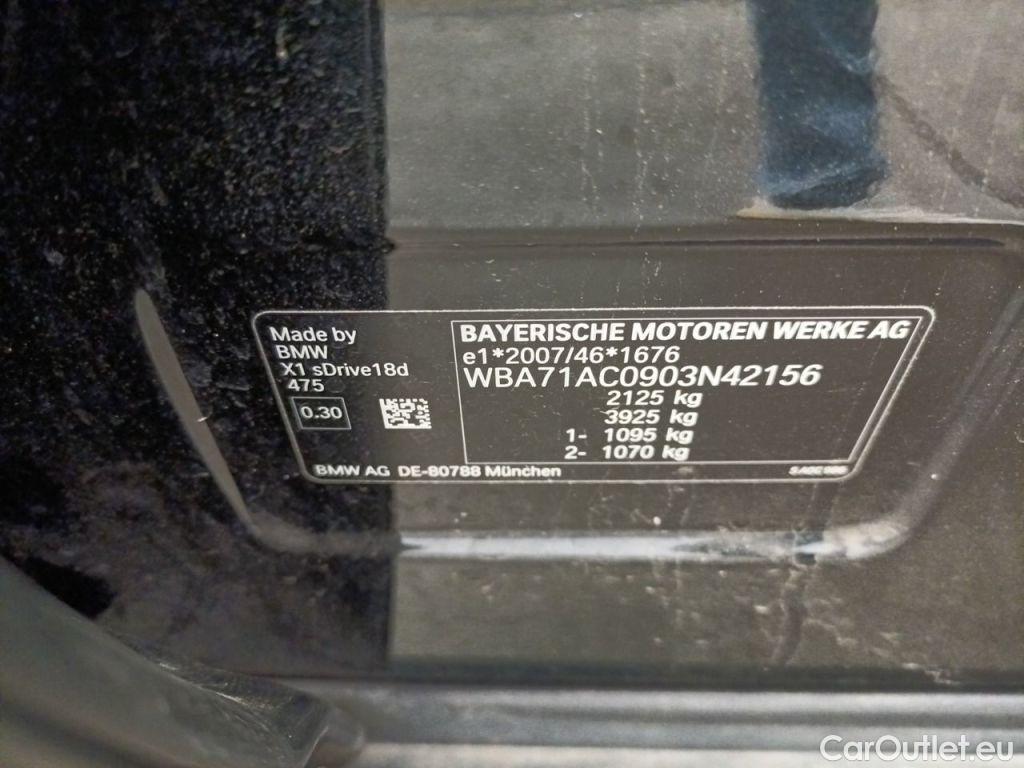 Made by
BMW
X1 sDrive18d
475
0.30
BAYERISCHE MOTOREN WERKE AG
e1*2007/46*1676
WBA71AC0903N42156
2125 kg
3925 kg
1- 1095 kg
2- 1070 kg
BMW AG DE-80788 München
CarOutlet.eu